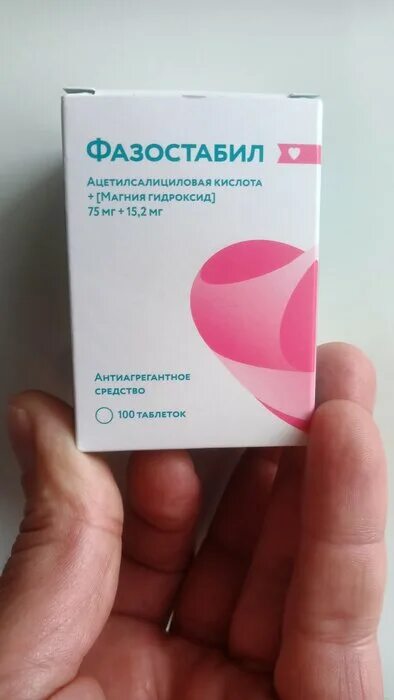 ФАЗОСТАБИЛ
АЦЕТИЛСАЛИЦИЛОВАЯ КИСЛОТА
+ [МАГНИЯ ГИДРОКСИД]
75 МГ + 15,2 МГ
АНТИАГРЕГАНТНОЕ
СРЕДСТВО
100 ТАБЛЕТОК